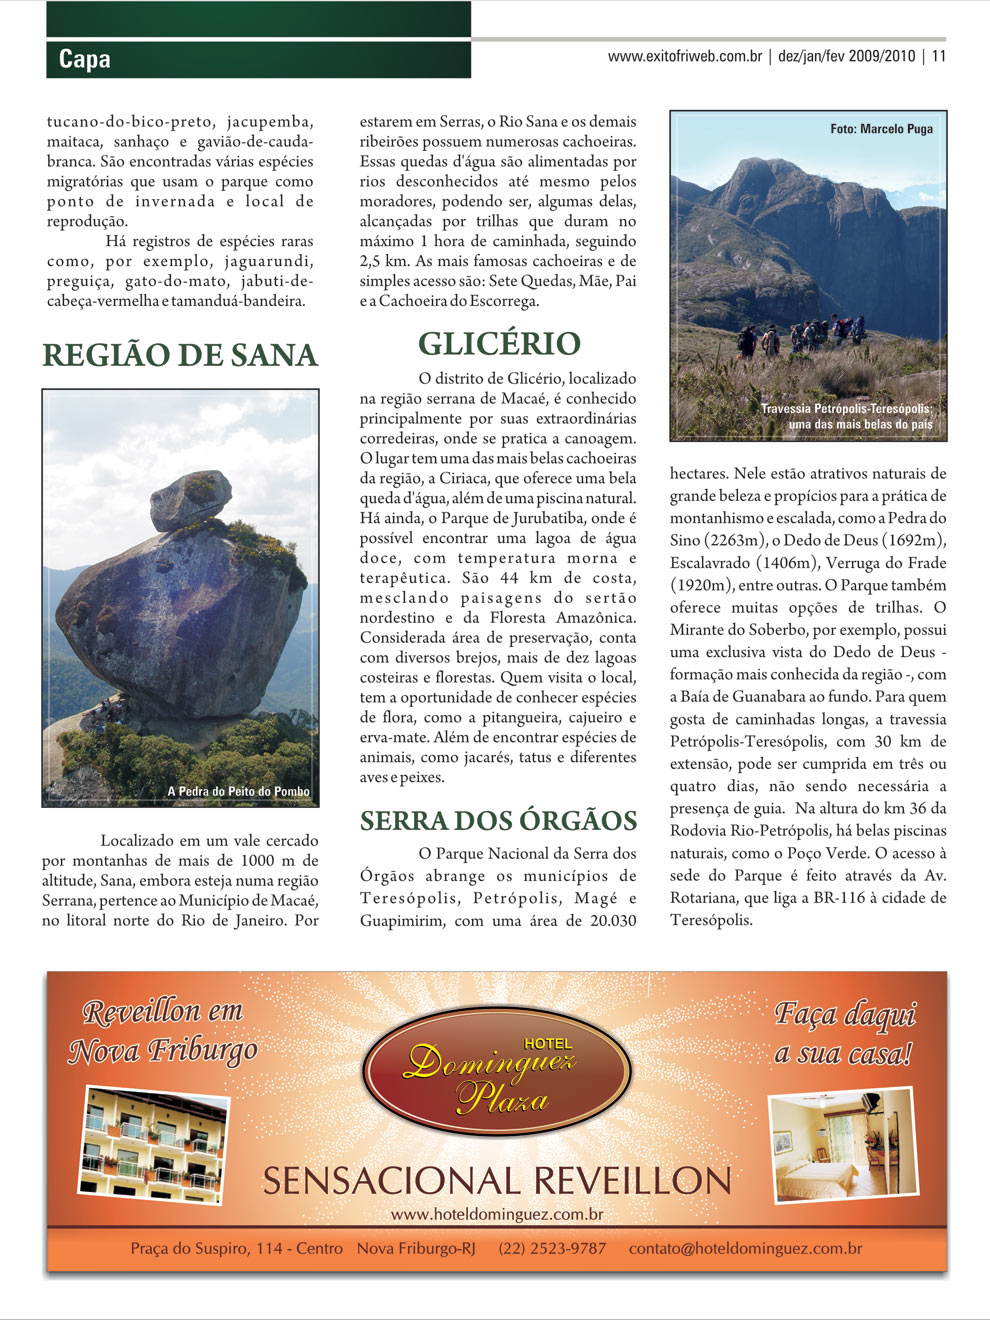 Capa
www.exitofriweb.com.br | dez/jan/fev 2009/2010 | 11
tucano-do-bico-preto, jacupemba,
maitaca, sanhaço e gavião-de-cauda-
branca. São encontradas várias espécies
migratórias que usam o parque como
ponto de invernada e local de
reprodução.
Há registros de espécies raras
como, por exemplo, jaguarundi,
preguiça, gato-do-mato, jabuti-de-
cabeça-vermelha e tamanduá-bandeira.
REGIÃO DE SANA
A Pedra do Peito do Pombo
Localizado em um vale cercado
por montanhas de mais de 1000 m de
altitude, Sana, embora esteja numa região
Serrana, pertence ao Município de Macaé,
no litoral norte do Rio de Janeiro. Por
estarem em Serras, o Rio Sana e os demais
ribeirões possuem numerosas cachoeiras.
Essas quedas d'água são alimentadas por
rios desconhecidos até mesmo pelos
moradores, podendo ser, algumas delas,
alcançadas por trilhas que duram no
máximo 1 hora de caminhada, seguindo
2,5 km. As mais famosas cachoeiras e de
simples acesso são: Sete Quedas, Mãe, Pai
e a Cachoeira do Escorrega.
GLICÉRIO
O distrito de Glicério, localizado
na região serrana de Macaé, é conhecido
principalmente por suas extraordinárias
corredeiras, onde se pratica a canoagem.
O lugar tem uma das mais belas cachoeiras
da região, a Ciriaca, que oferece uma bela
queda d'água, além de uma piscina natural.
Há ainda, o Parque de Jurubatiba, onde é
possível encontrar uma lagoa de água
doce, com temperatura morna e
terapêutica. São 44 km de costa,
mesclando paisagens do sertão
nordestino e da Floresta Amazônica.
Considerada área de preservação, conta
com diversos brejos, mais de dez lagoas
costeiras e florestas. Quem visita o local,
tem a oportunidade de conhecer espécies
de flora, como a pitangueira, cajueiro e
erva-mate. Além de encontrar espécies de
animais, como jacarés, tatus e diferentes
aves e peixes.
SERRA DOS ÓRGÃOS
O Parque Nacional da Serra dos
Órgãos abrange os municípios de
Teresópolis, Petrópolis, Magé e
Guapimirim, com uma área de 20.030
Foto: Marcelo Puga
Travessia Petrópolis-Teresópolis:
uma das mais belas do país
hectares. Nele estão atrativos naturais de
grande beleza e propícios para a prática de
montanhismo e escalada, como a Pedra do
Sino (2263m), o Dedo de Deus (1692m),
Escalavrado (1406m), Verruga do Frade
(1920m), entre outras. O Parque também
oferece muitas opções de trilhas. O
Mirante do Soberbo, por exemplo, possui
uma exclusiva vista do Dedo de Deus -
formação mais conhecida da região -, com
a Baía de Guanabara ao fundo. Para quem
gosta de caminhadas longas, a travessia
Petrópolis-Teresópolis, com 30 km de
extensão, pode ser cumprida em três ou
quatro dias, não sendo necessária a
presença de guia. Na altura do km 36 da
Rodovia Rio-Petrópolis, há belas piscinas
naturais, como o Poço Verde. O acesso à
sede do Parque é feito através da Av.
Rotariana, que liga a BR-116 à cidade de
Teresópolis.
Reveillon em
Nova Friburgo
HOTEL
Dominguez
Plaza
Faça daqui
a sua casa!
SENSACIONAL REVEILLON
www.hoteldominguez.com.br
Praça do Suspiro, 114 - Centro Nova Friburgo-RJ (22) 2523-9787 contato@hoteldominguez.com.br